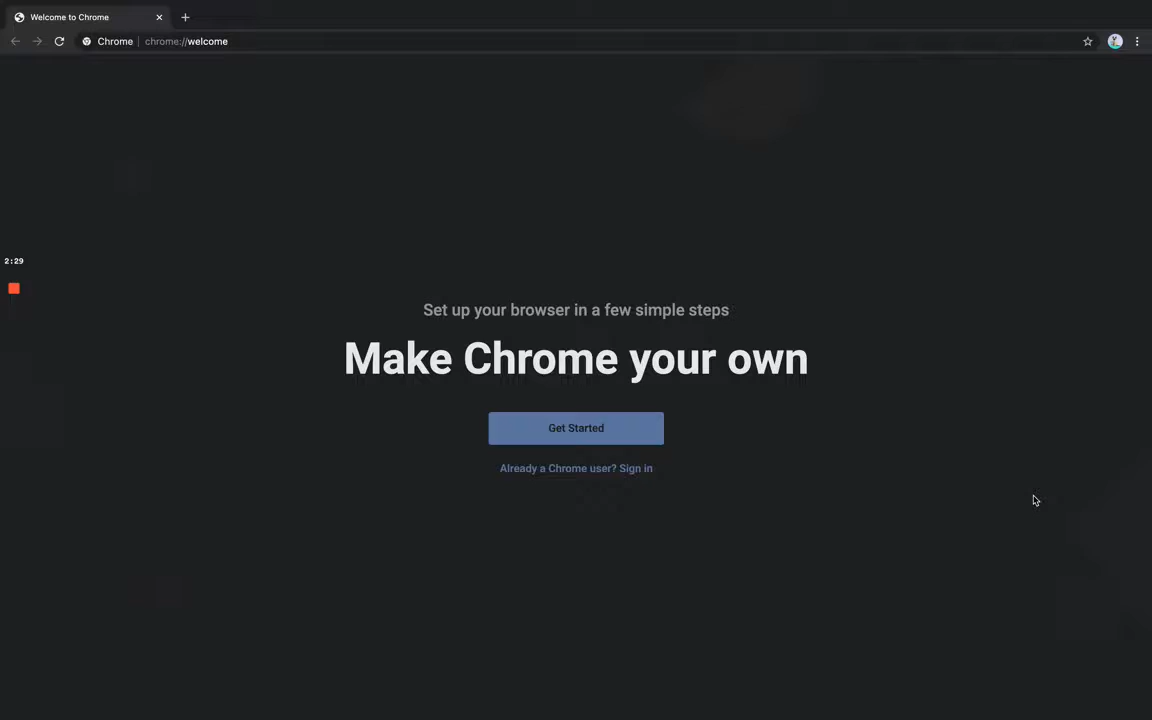 Welcome to Chrome
Chrome
chrome://welcome
2:29
Set up your browser in a few simple steps
Make Chrome your own
Get Started
Already a Chrome user? Sign in